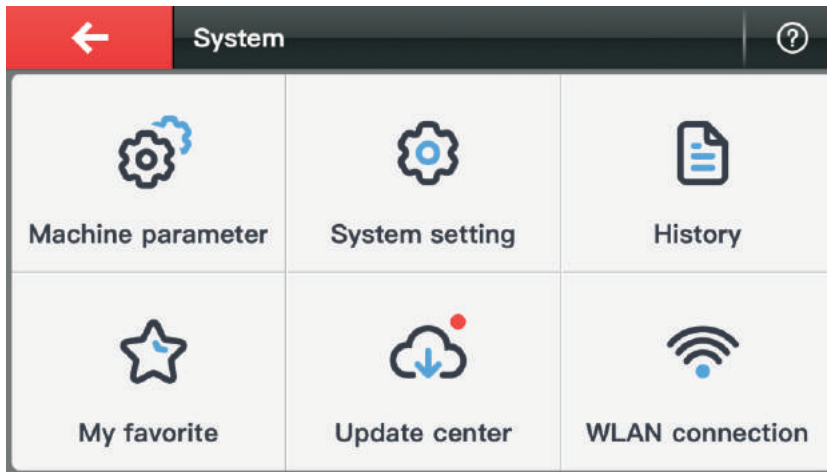 System
?
Machine parameter
System setting
History
My favorite
Update center
WLAN connection